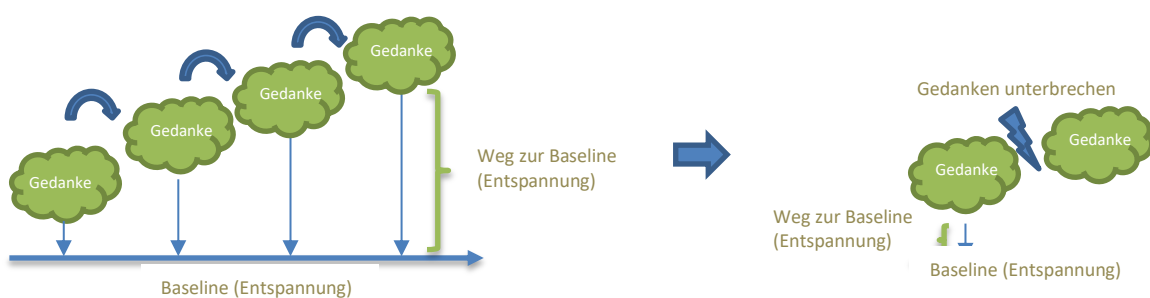 Gedanke
Gedanke
Gedanke
Gedanke
Weg zur Baseline
(Entspannung)
Baseline (Entspannung)
Gedanken unterbrechen
Gedanke
Gedanke
Weg zur Baseline
(Entspannung)
Baseline (Entspannung)